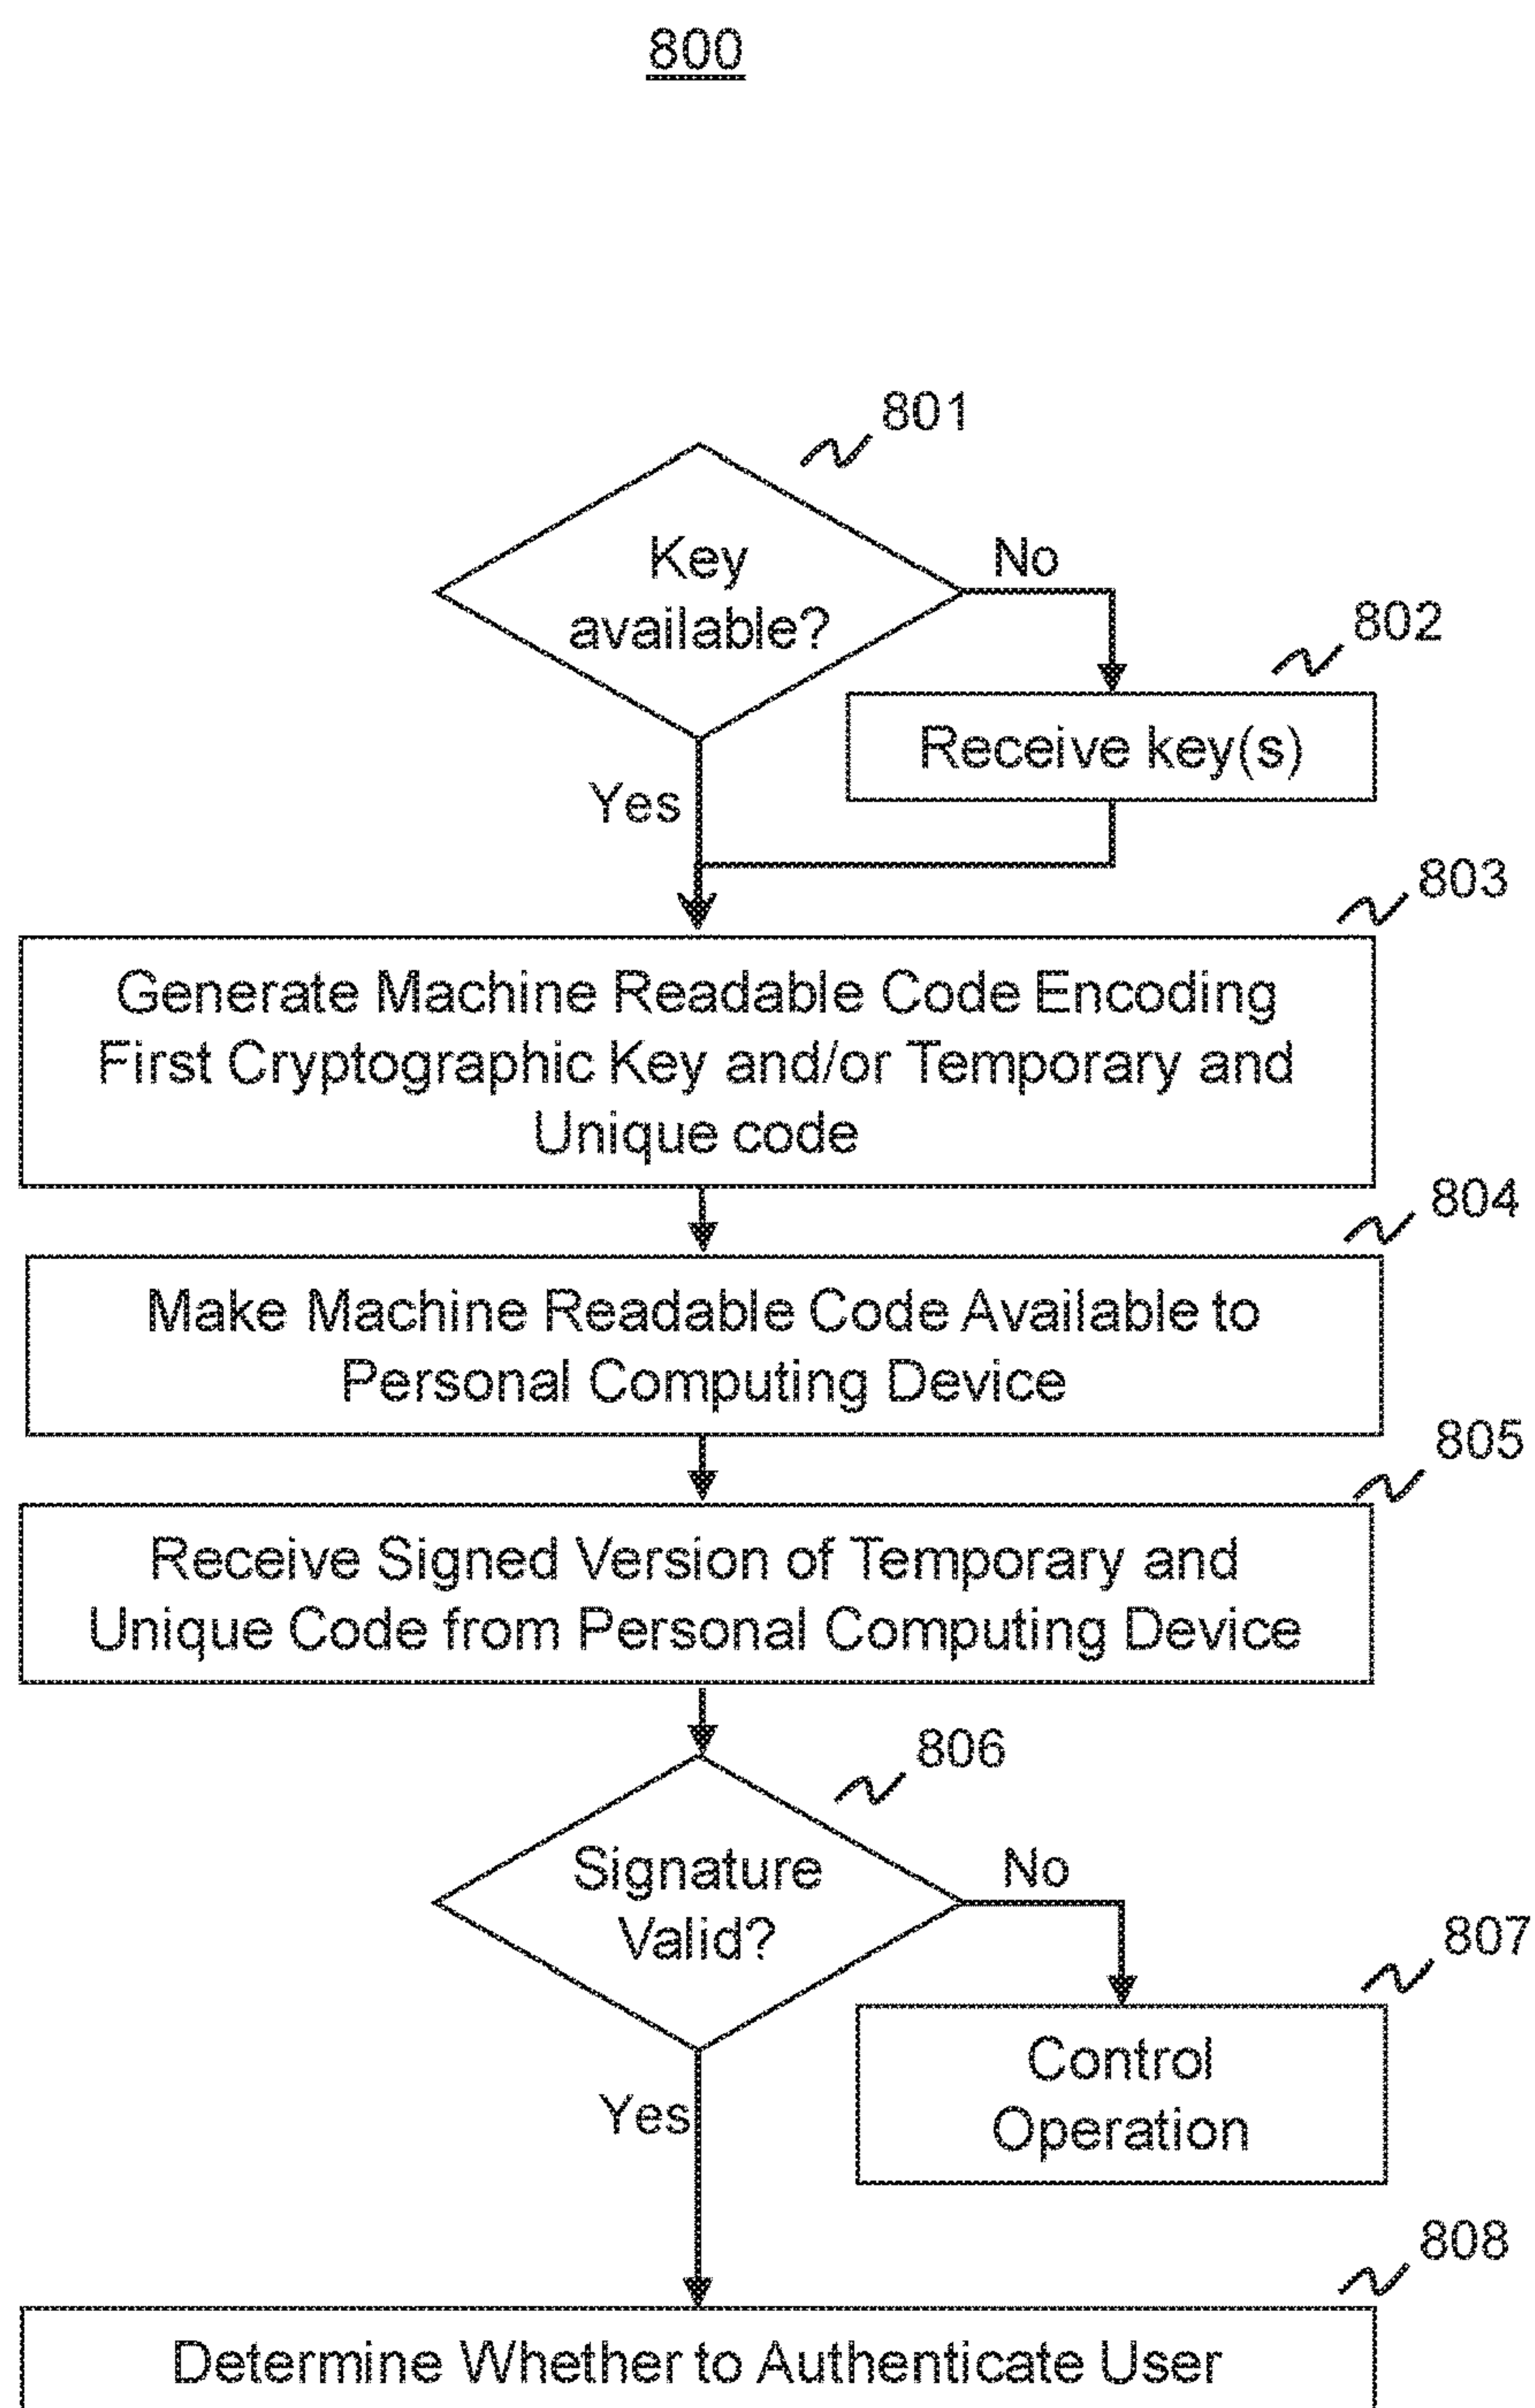 800
801
Key
available?
No
802
Receive key(s)
Yes
803
Generate Machine Readable Code Encoding
First Cryptographic Key and/or Temporary and
Unique code
804
Make Machine Readable Code Available to
Personal Computing Device
805
Receive Signed Version of Temporary and
Unique Code from Personal Computing Device
806
Signature
Valid?
No
807
Control
Operation
Yes
808
Determine Whether to Authenticate User